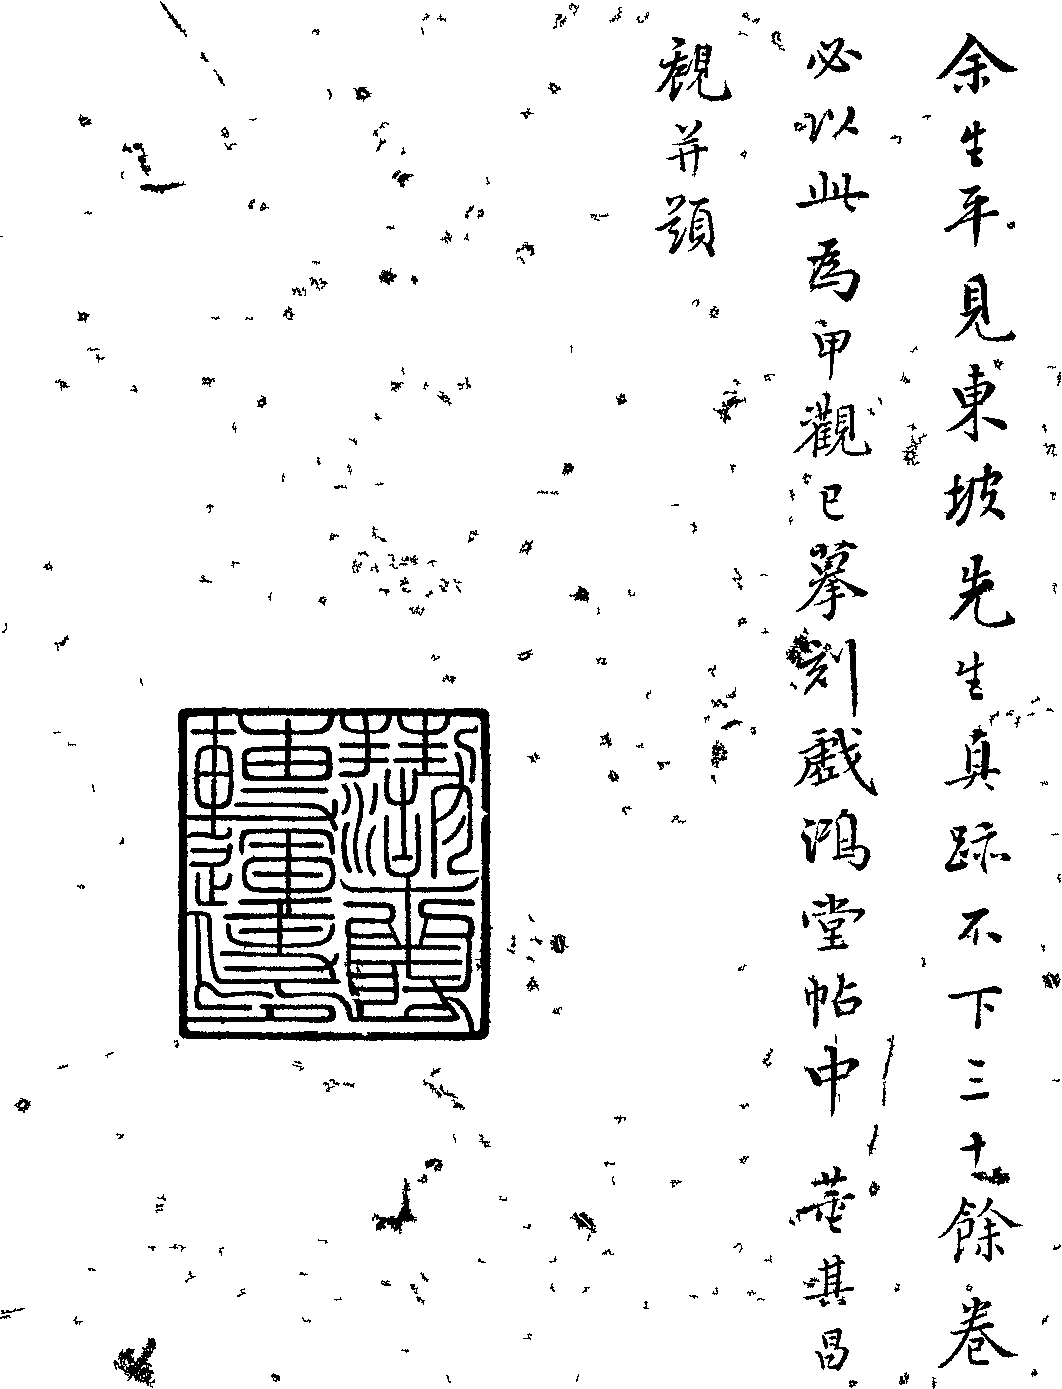 余生平見東坡先生真跡不下三十餘卷
必以此為甲觀已摹刻戲鴻堂帖中 董其昌
觀并題